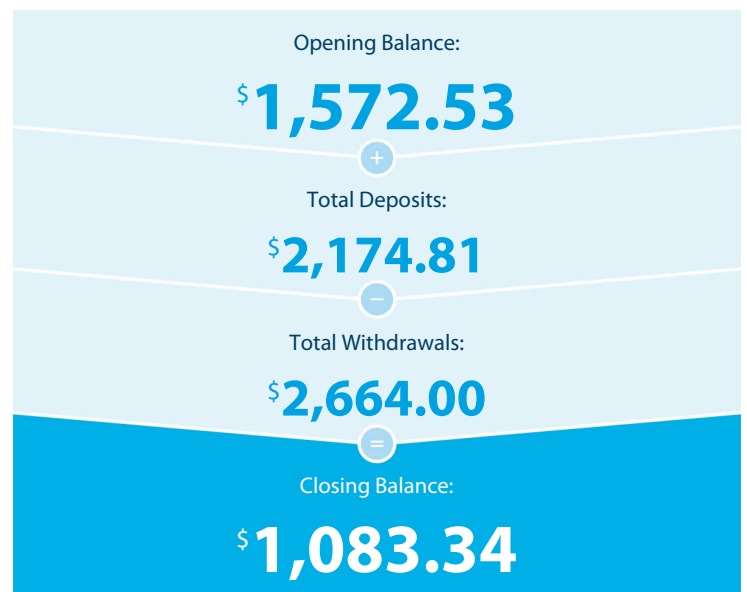 Opening Balance:
$1,572.53
+
Total Deposits:
$2,174.81
−
Total Withdrawals:
$2,664.00
=
Closing Balance:
$1,083.34